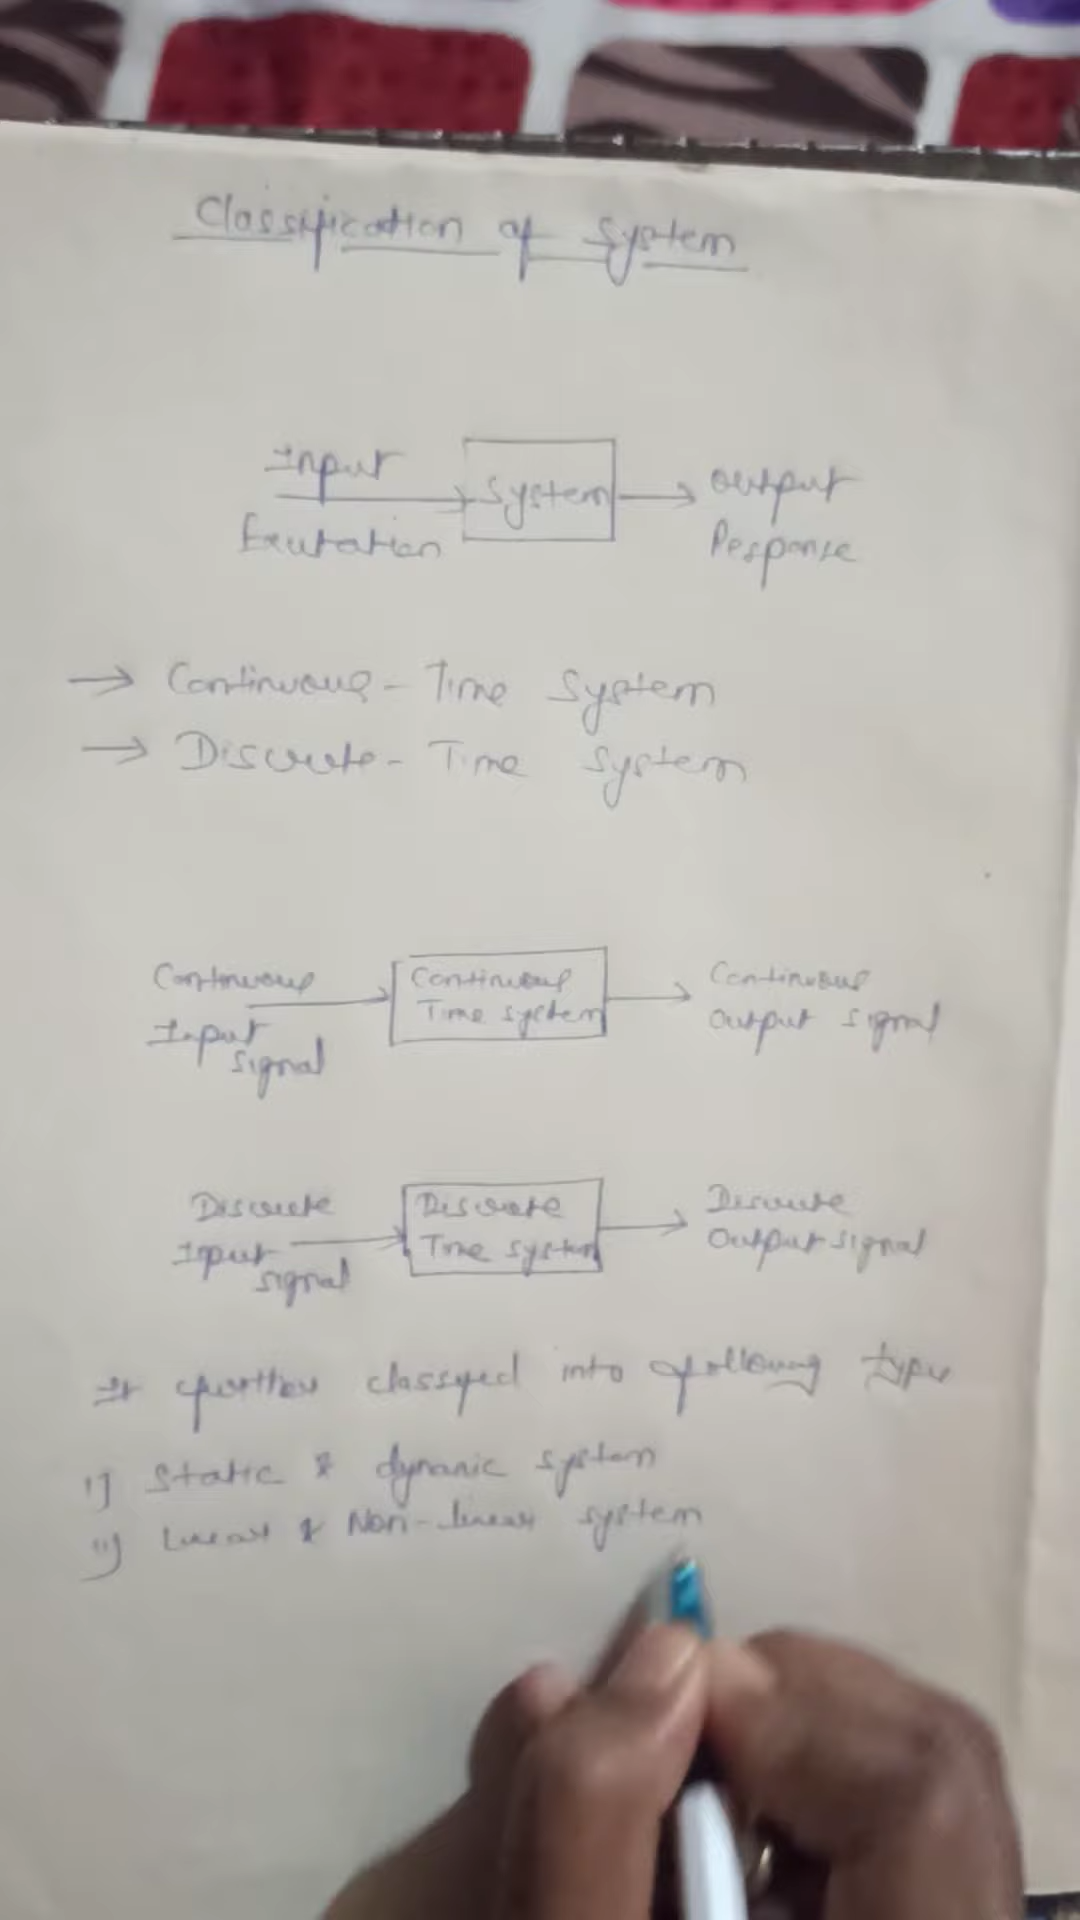 Classification of System
Input
System
Output
Excitation
Response
→ Continuous - Time System
→ Discrete - Time System
Continuous
Input
signal
Continuous
Time system
Continuous
Output signal
Discrete
Input
signal
Discrete
Time system
Discrete
Output signal
It further classified into following type
i) Static & dynamic system
ii) Linear & Non-linear system